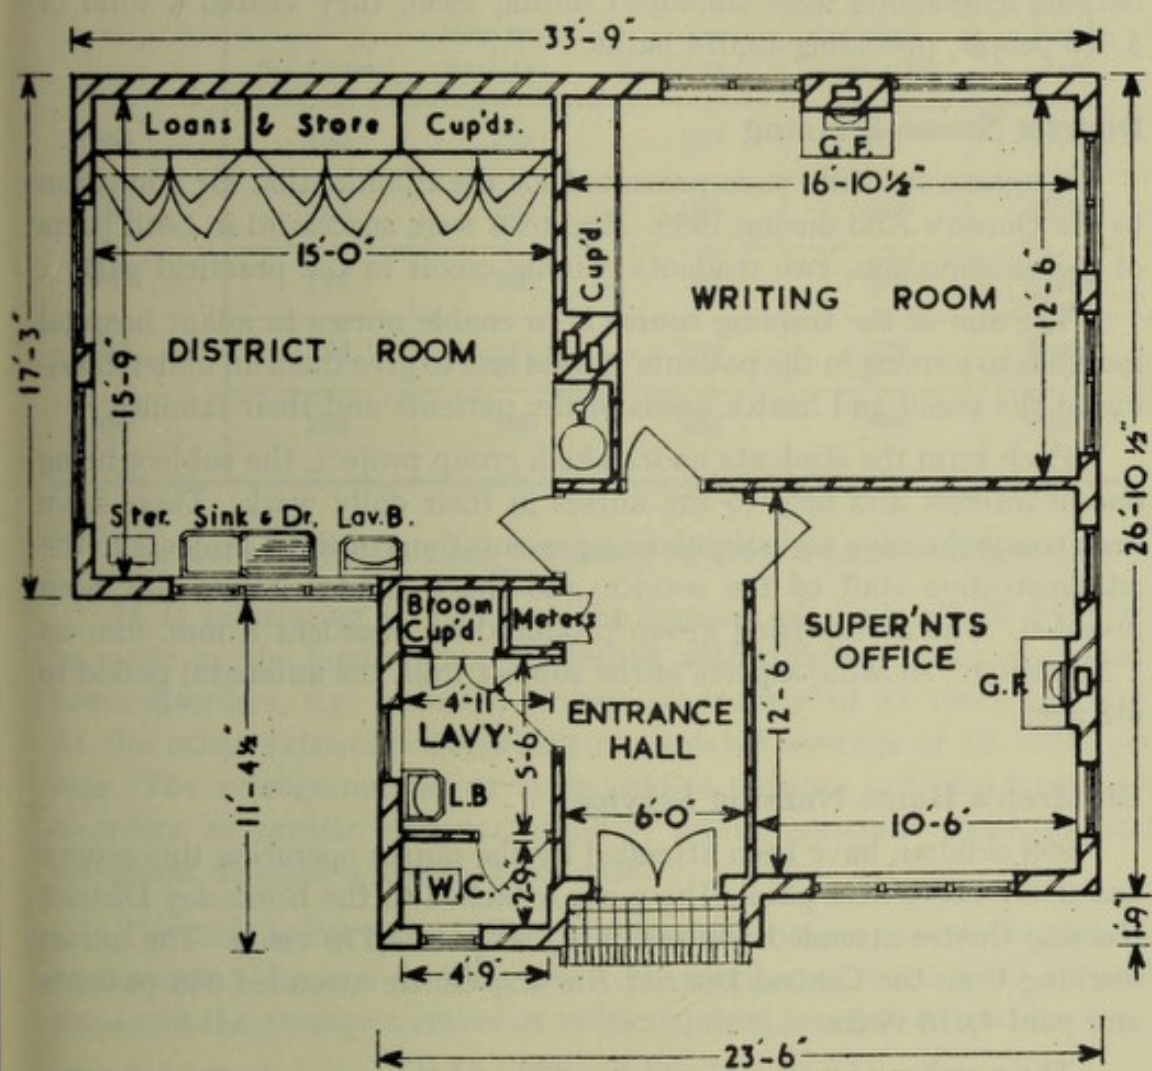 33'-9"
Loans & Store Cup'ds.
G.F.
16'-10½"
15'-0"
Cup'd.
WRITING ROOM
12'-6"
17'-3"
15'-9"
DISTRICT ROOM
26'-10½"
Ster. Sink & Dr. Lav.B.
Broom
Cup'd.
Meters
SUPER'NTS
OFFICE
G.F.
12'-6"
4'-11"
LAVY
5'-6"
ENTRANCE
HALL
11'-4½"
L.B
6'-0"
10'-6"
W.C.
2'-9"
1'-9"
4'-9"
23'-6"